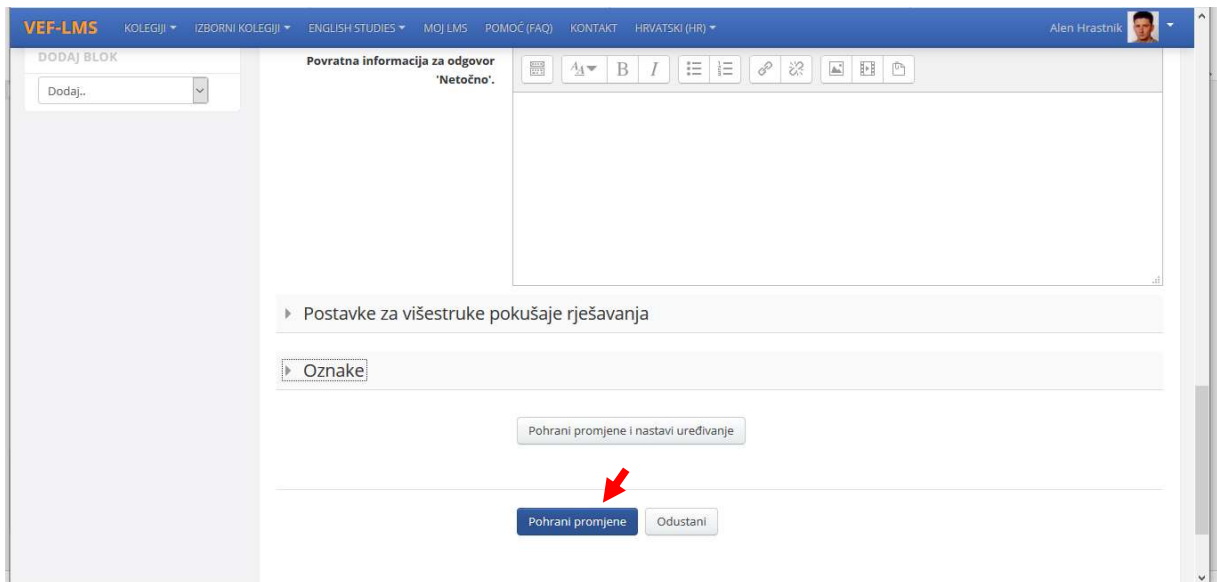 VEF-LMS KOLEGIJI IZBORNI KOLEGIJI ENGLISH STUDIES MOJ LMS POMOĆ (FAQ) KONTAKT HRVATSKI (HR) Alen Hrastnik
DODAJ BLOK
Dodaj..
Povratna informacija za odgovor
'Netočno'.
B I
Postavke za višestruke pokušaje rješavanja
Oznake
Pohrani promjene i nastavi uređivanje
Pohrani promjene Odustani